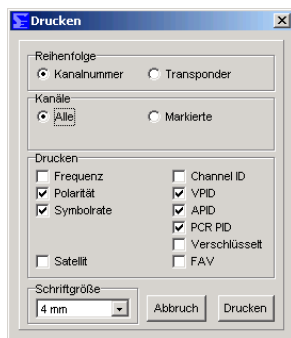 Drucken
Reihenfolge
Kanalnummer Transponder
Kanäle
Alle Markierte
Drucken
Frequenz Channel ID
Polarität VPID
Symbolrate APID
PCR PID
Verschlüsselt
Satellit FAV
Schriftgröße
4 mm Abbruch Drucken